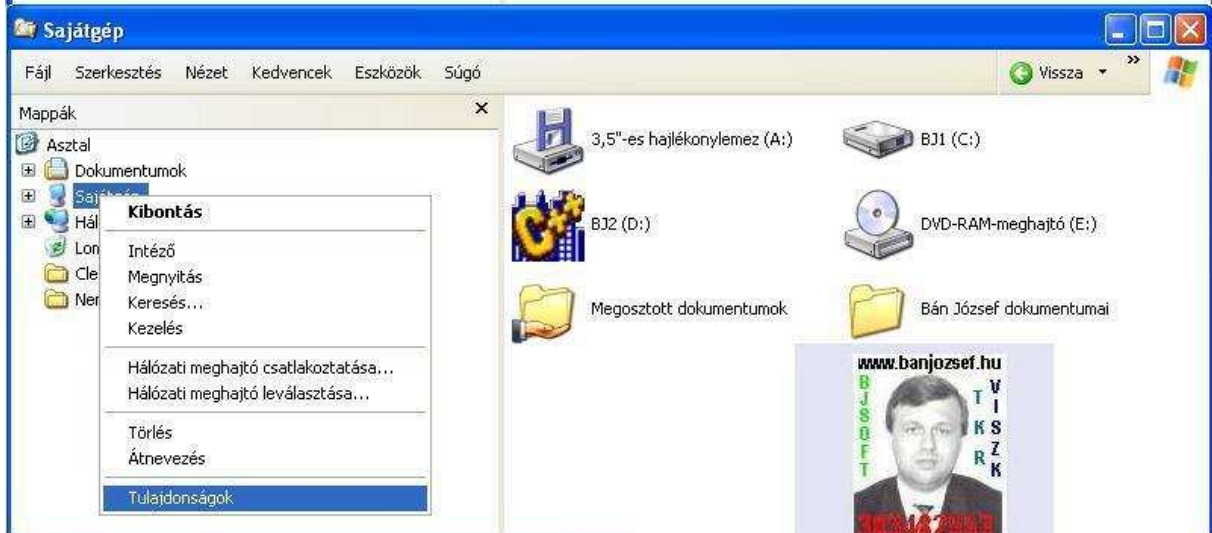 Sajátgép
Fájl Szerkesztés Nézet Kedvencek Eszközök Súgó
Vissza
Mappák
Asztal
Dokumentumok
Kibontás
Intéző
Megnyitás
Keresés...
Kezelés
Hálózati meghajtó csatlakoztatása...
Hálózati meghajtó leválasztása...
Törlés
Átnevezés
Tulajdonságok
3,5"-es hajlékonylemez (A:)
BJ1 (C:)
BJ2 (D:)
DVD-RAM-meghajtó (E:)
Megosztott dokumentumok
Bán József dokumentumai
www.banjozsef.hu
BJSOFT
TKR
VISZK